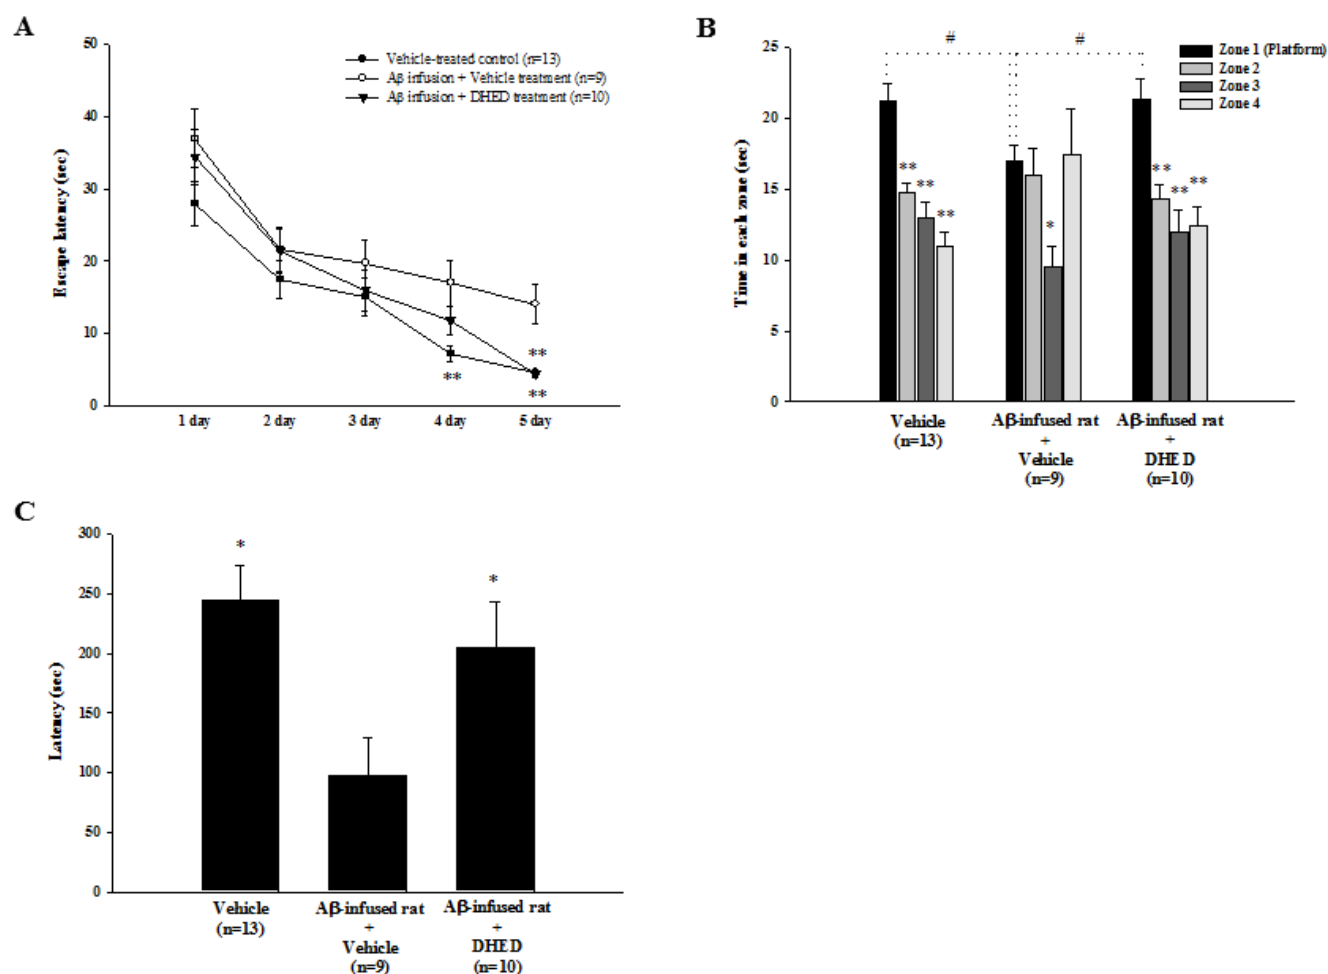 A
50
40
30
20
10
0
Escape latency (sec)
Vehicle-treated control (n=13)
Aβ infusion + Vehicle treatment (n=9)
Aβ infusion + DHED treatment (n=10)
**
**
**
1 day
2 day
3 day
4 day
5 day
B
25
20
15
10
5
0
Time in each zone (sec)
#
#
Zone 1 (Platform)
Zone 2
Zone 3
Zone 4
**
**
**
*
**
**
**
Vehicle
(n=13)
Aβ-infused rat
+
Vehicle
(n=9)
Aβ-infused rat
+
DHED
(n=10)
C
300
250
200
150
100
50
0
Latency (sec)
*
*
Vehicle
(n=13)
Aβ-infused rat
+
Vehicle
(n=9)
Aβ-infused rat
+
DHED
(n=10)